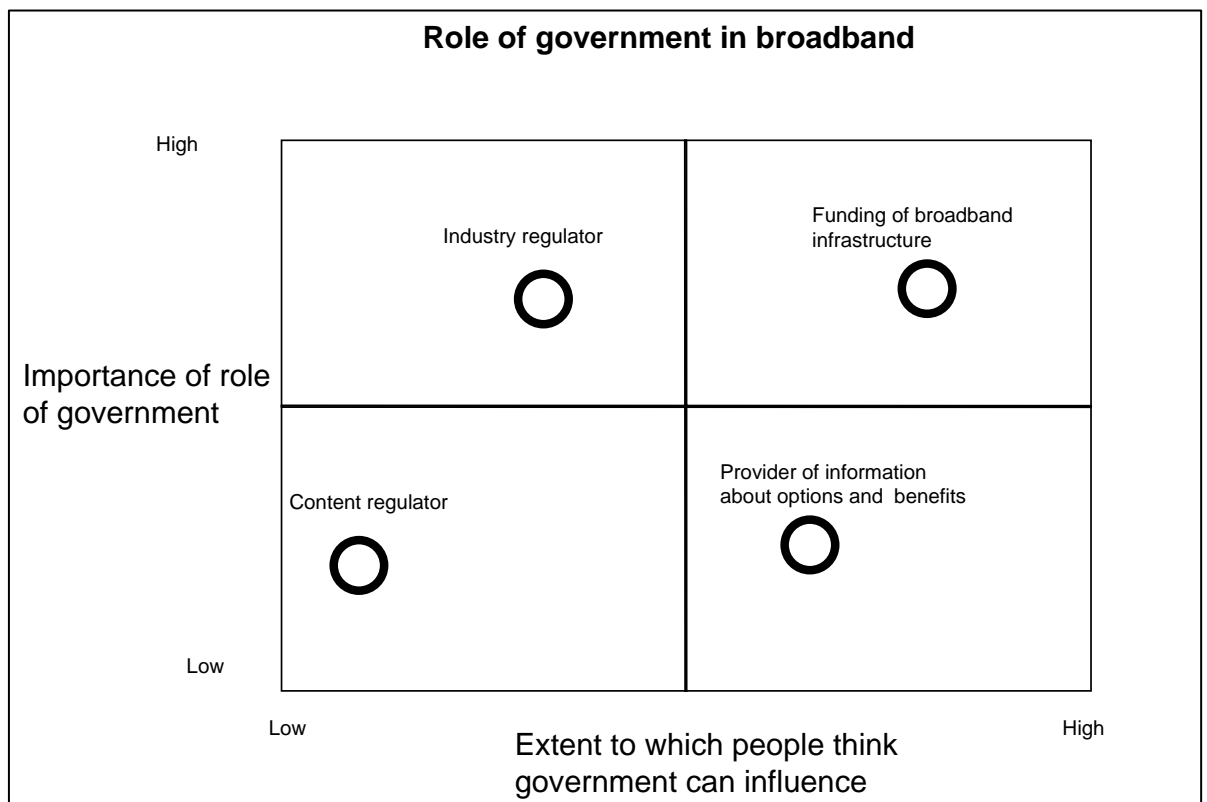 Role of government in broadband
High
Funding of broadband
infrastructure
Industry regulator
Importance of role
of government
Provider of information
about options and  benefits
Content regulator
Low
Low
High
Extent to which people think
government can influence